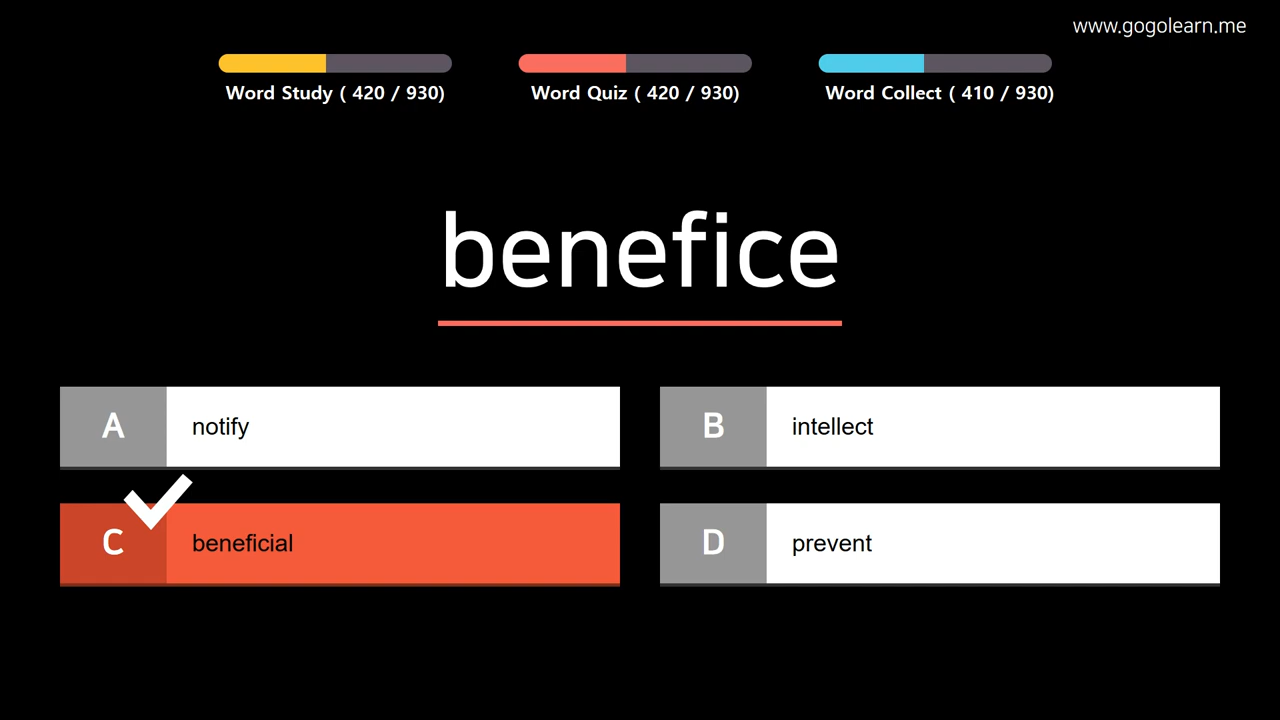 www.gogolearn.me
Word Study ( 420 / 930)
Word Quiz ( 420 / 930)
Word Collect ( 410 / 930)
benefice
A notify
B intellect
C beneficial
D prevent